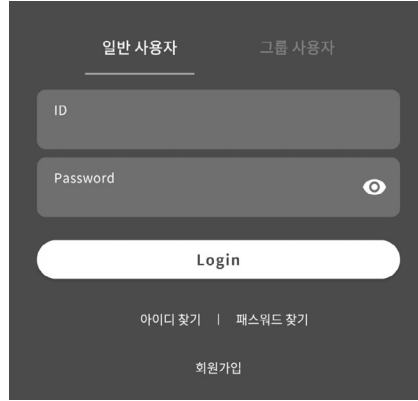 일반 사용자 그룹 사용자
ID
Password
Login
아이디 찾기 | 패스워드 찾기
회원가입